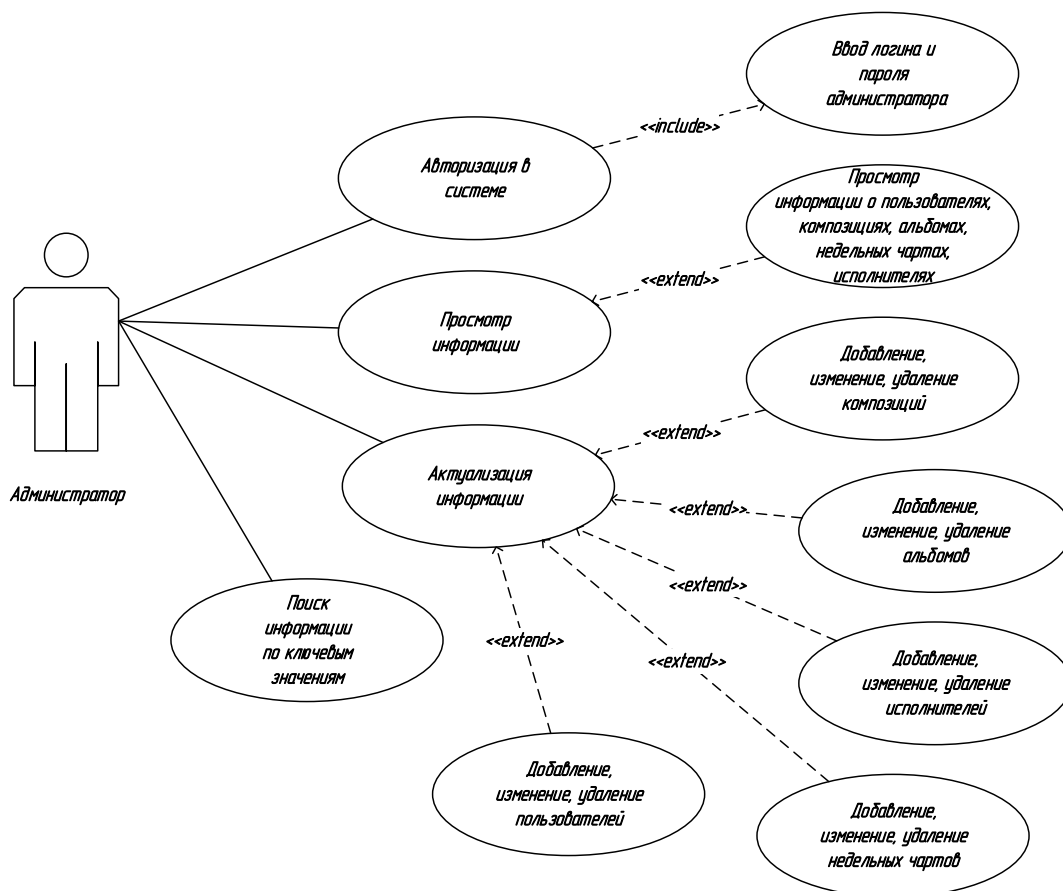 Ввод логина и
пароля
администратора
<<include>>
Авторизация в
системе
Просмотр
информации о пользователях,
композициях, альбомах,
недельных чартах,
исполнителях
<<extend>>
Просмотр
информации
Добавление,
изменение, удаление
композиций
<<extend>>
Актуализация
информации
Администратор
<<extend>>
Добавление,
изменение, удаление
альбомов
<<extend>>
Поиск
информации
по ключевым
значениям
<<extend>>
<<extend>>
Добавление,
изменение, удаление
исполнителей
Добавление,
изменение, удаление
пользователей
Добавление,
изменение, удаление
недельных чартов